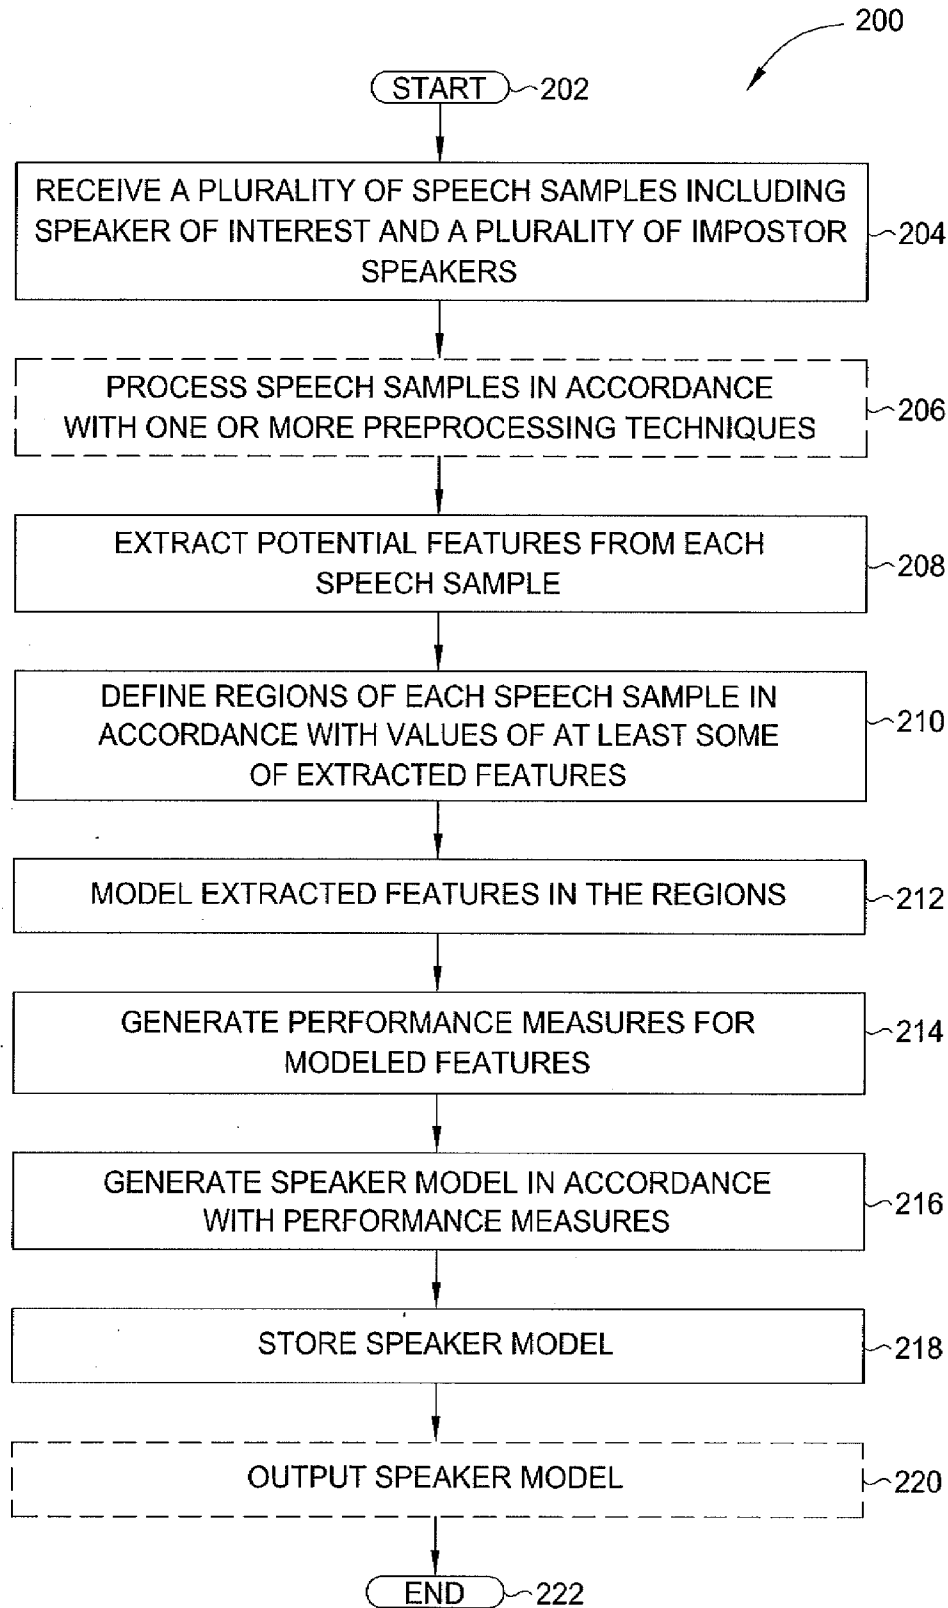 200
START 202
RECEIVE A PLURALITY OF SPEECH SAMPLES INCLUDING
SPEAKER OF INTEREST AND A PLURALITY OF IMPOSTOR
SPEAKERS
204
PROCESS SPEECH SAMPLES IN ACCORDANCE
WITH ONE OR MORE PREPROCESSING TECHNIQUES
206
EXTRACT POTENTIAL FEATURES FROM EACH
SPEECH SAMPLE
208
DEFINE REGIONS OF EACH SPEECH SAMPLE IN
ACCORDANCE WITH VALUES OF AT LEAST SOME
OF EXTRACTED FEATURES
210
MODEL EXTRACTED FEATURES IN THE REGIONS
212
GENERATE PERFORMANCE MEASURES FOR
MODELED FEATURES
214
GENERATE SPEAKER MODEL IN ACCORDANCE
WITH PERFORMANCE MEASURES
216
STORE SPEAKER MODEL
218
OUTPUT SPEAKER MODEL
220
END 222